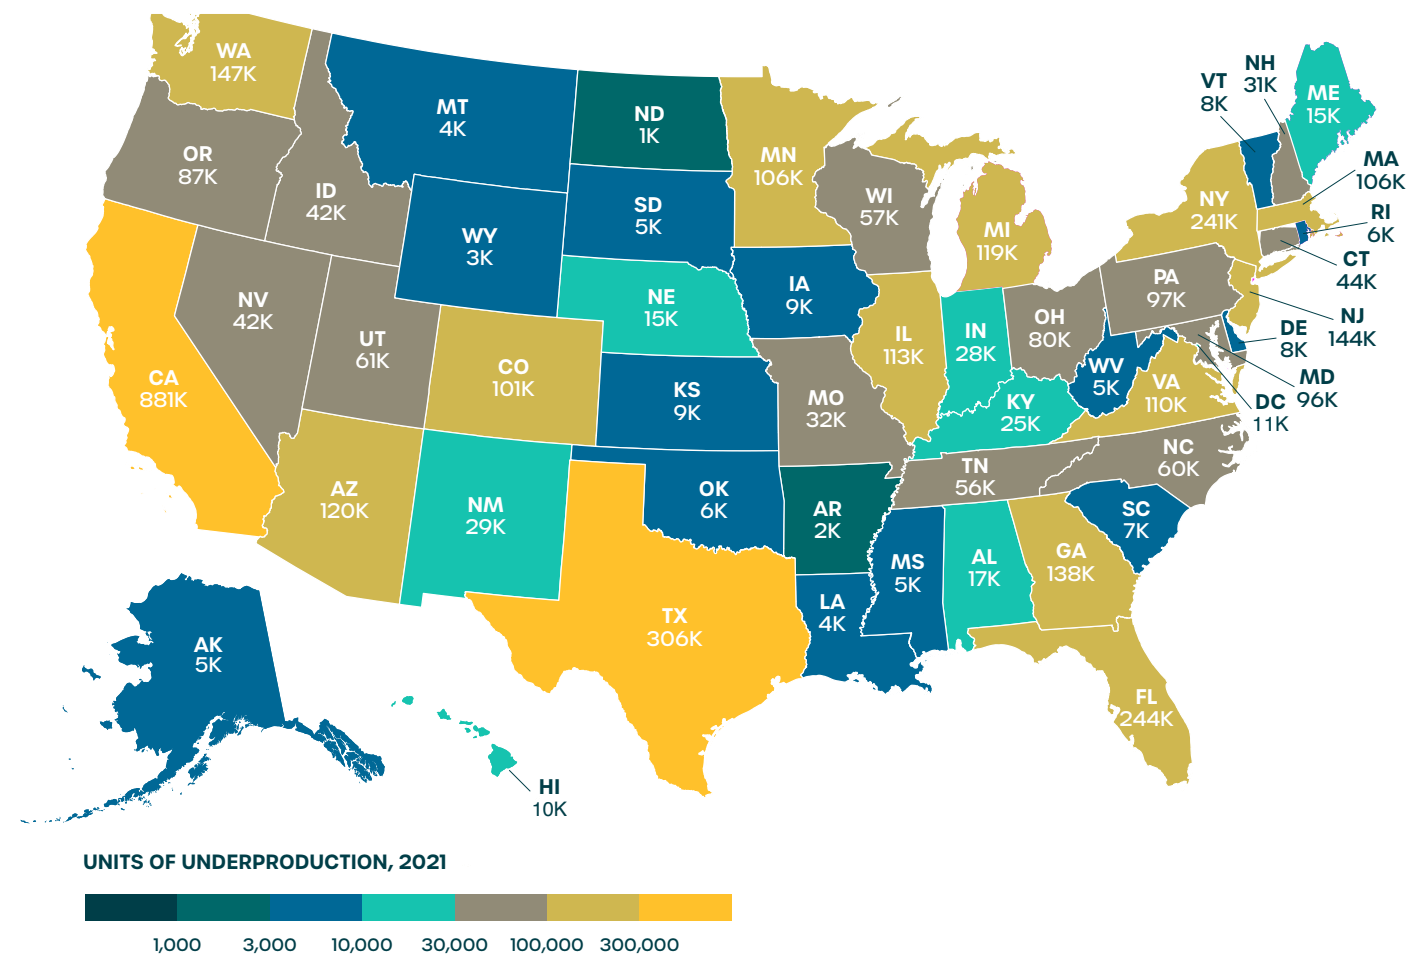 WA
147K
MT
4K
ND
1K
MN
106K
OR
87K
ID
42K
WY
3K
SD
5K
WI
57K
MI
119K
NY
241K
VT
8K
NH
31K
ME
15K
MA
106K
RI
6K
CT
44K
NJ
144K
DE
8K
MD
96K
DC
11K
PA
97K
NV
42K
UT
61K
CO
101K
NE
15K
IA
9K
IL
113K
IN
28K
OH
80K
WV
5K
VA
110K
CA
881K
KS
9K
MO
32K
KY
25K
NC
60K
TN
56K
AZ
120K
NM
29K
OK
6K
AR
2K
SC
7K
MS
5K
AL
17K
GA
138K
TX
306K
LA
4K
FL
244K
AK
5K
HI
10K
UNITS OF UNDERPRODUCTION, 2021
1,000 3,000 10,000 30,000 100,000 300,000